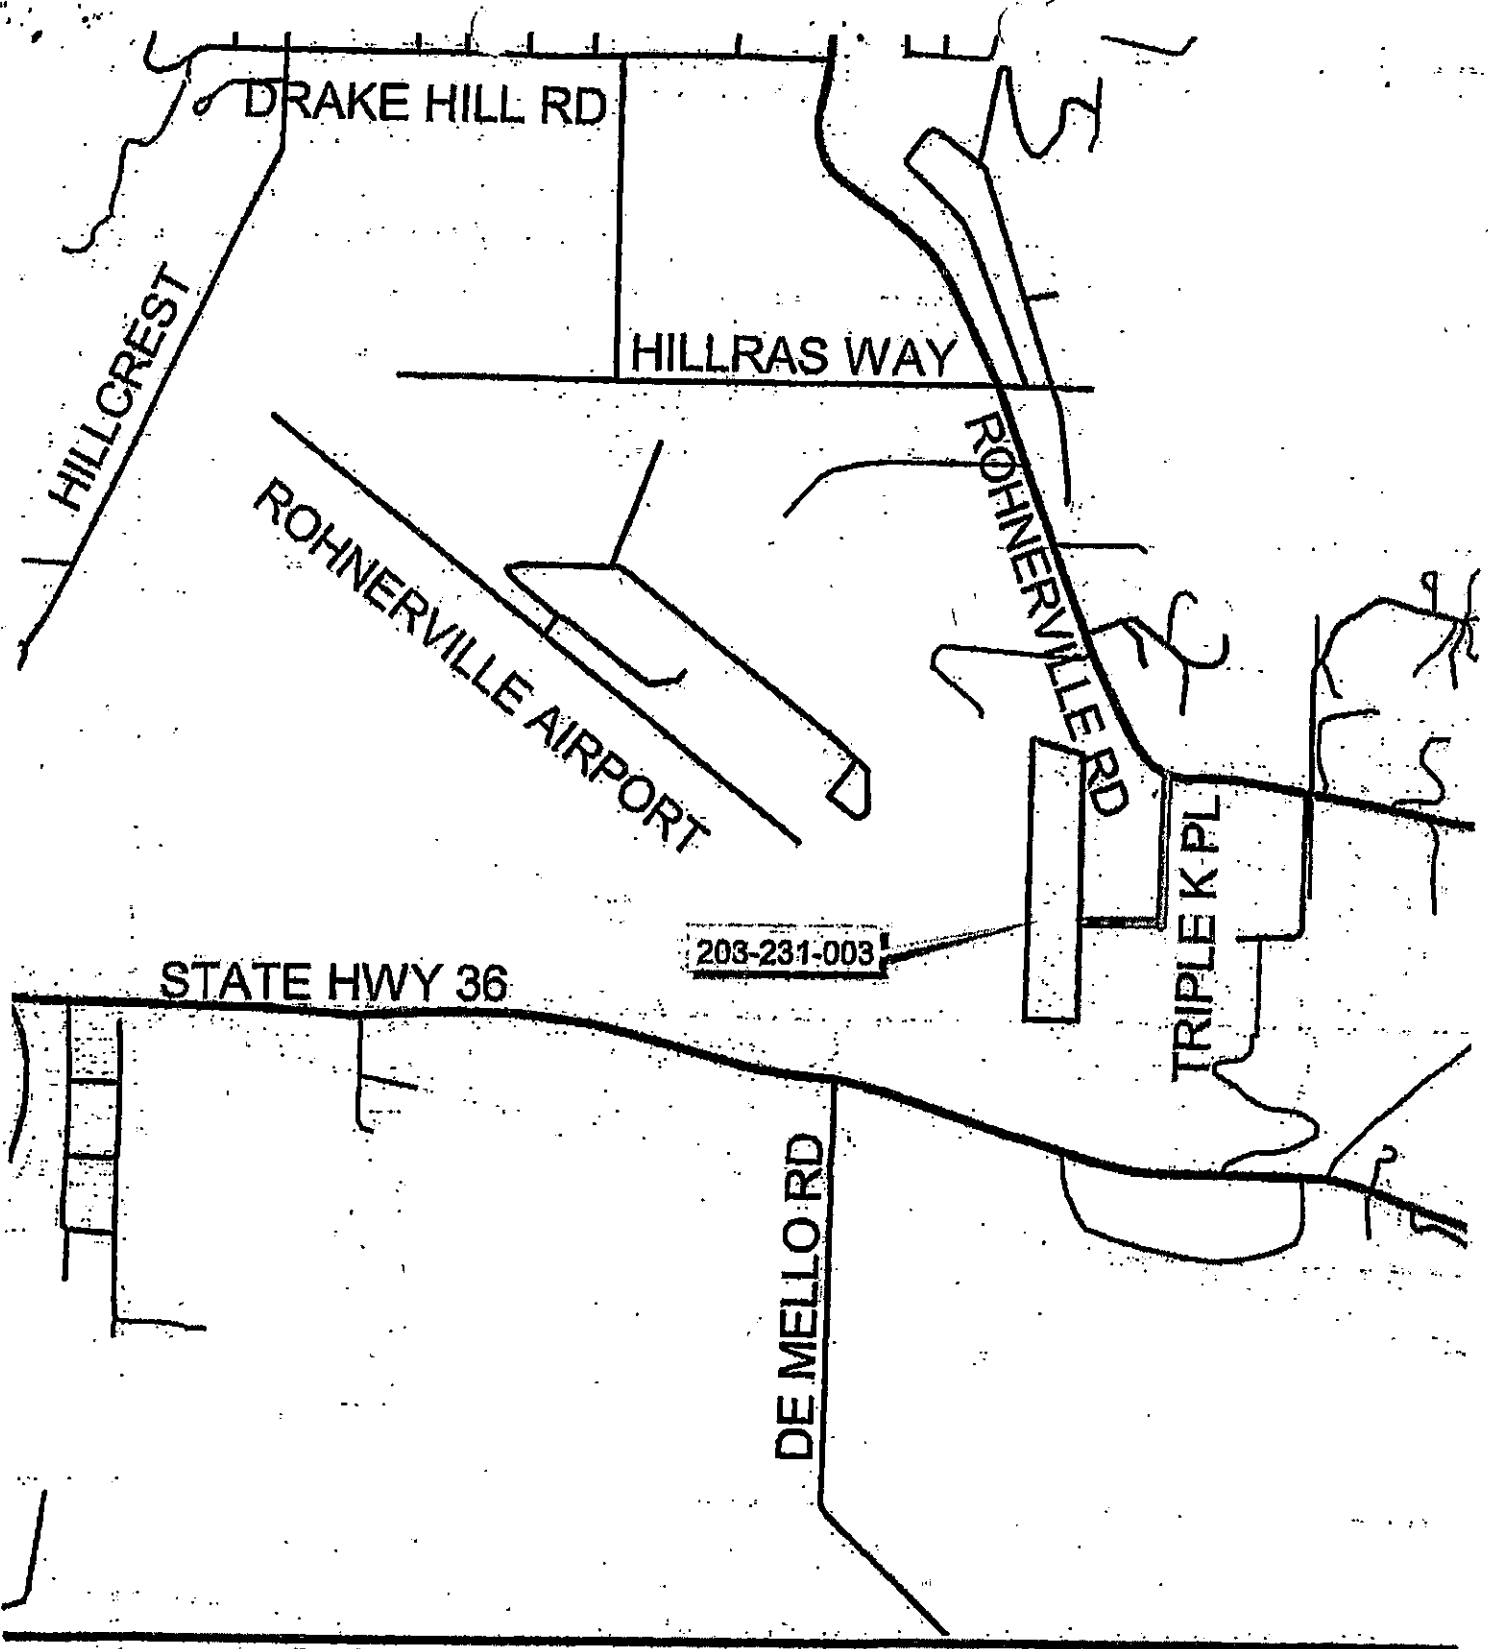 DRAKE HILL RD
HILLCREST
HILLRAS WAY
ROHNERVILLE RD
ROHNERVILLE AIRPORT
TRIPLE K PL
203-231-003
STATE HWY 36
DE MELLO RD